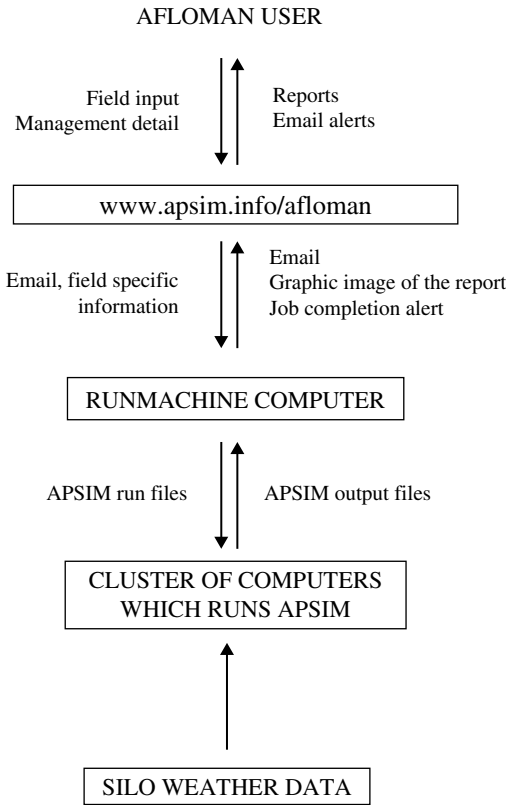 AFLOMAN USER
Field input
Management detail
Reports
Email alerts
www.apsim.info/afloman
Email, field specific
information
Email
Graphic image of the report
Job completion alert
RUNMACHINE COMPUTER
APSIM run files
APSIM output files
CLUSTER OF COMPUTERS
WHICH RUNS APSIM
SILO WEATHER DATA